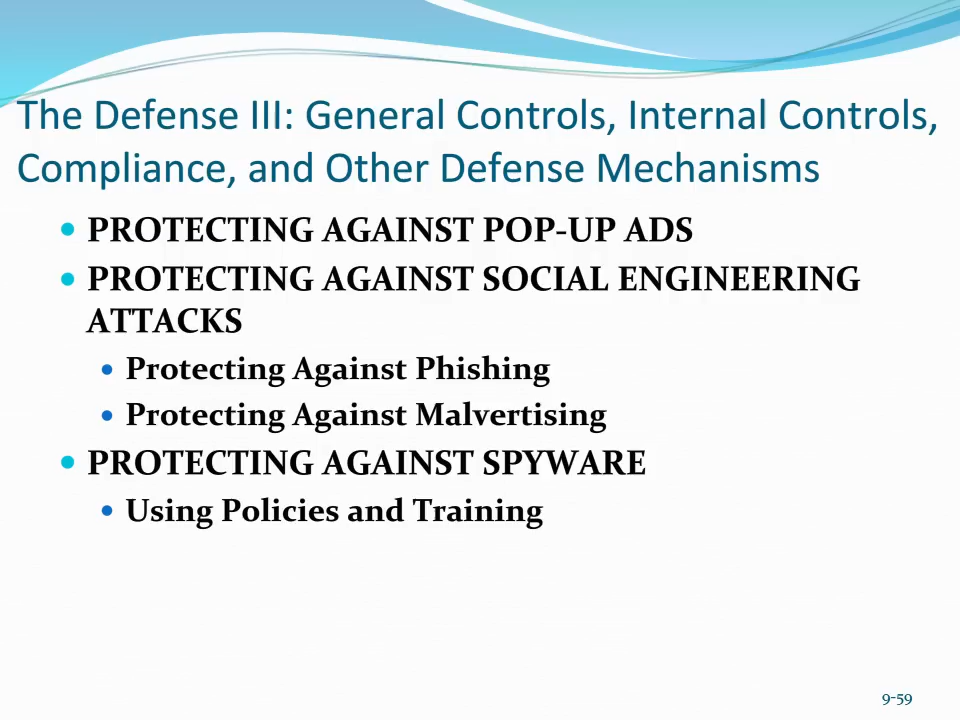 The Defense III: General Controls, Internal Controls,
Compliance, and Other Defense Mechanisms
• PROTECTING AGAINST POP-UP ADS
• PROTECTING AGAINST SOCIAL ENGINEERING
ATTACKS
• Protecting Against Phishing
• Protecting Against Malvertising
• PROTECTING AGAINST SPYWARE
• Using Policies and Training
9-59